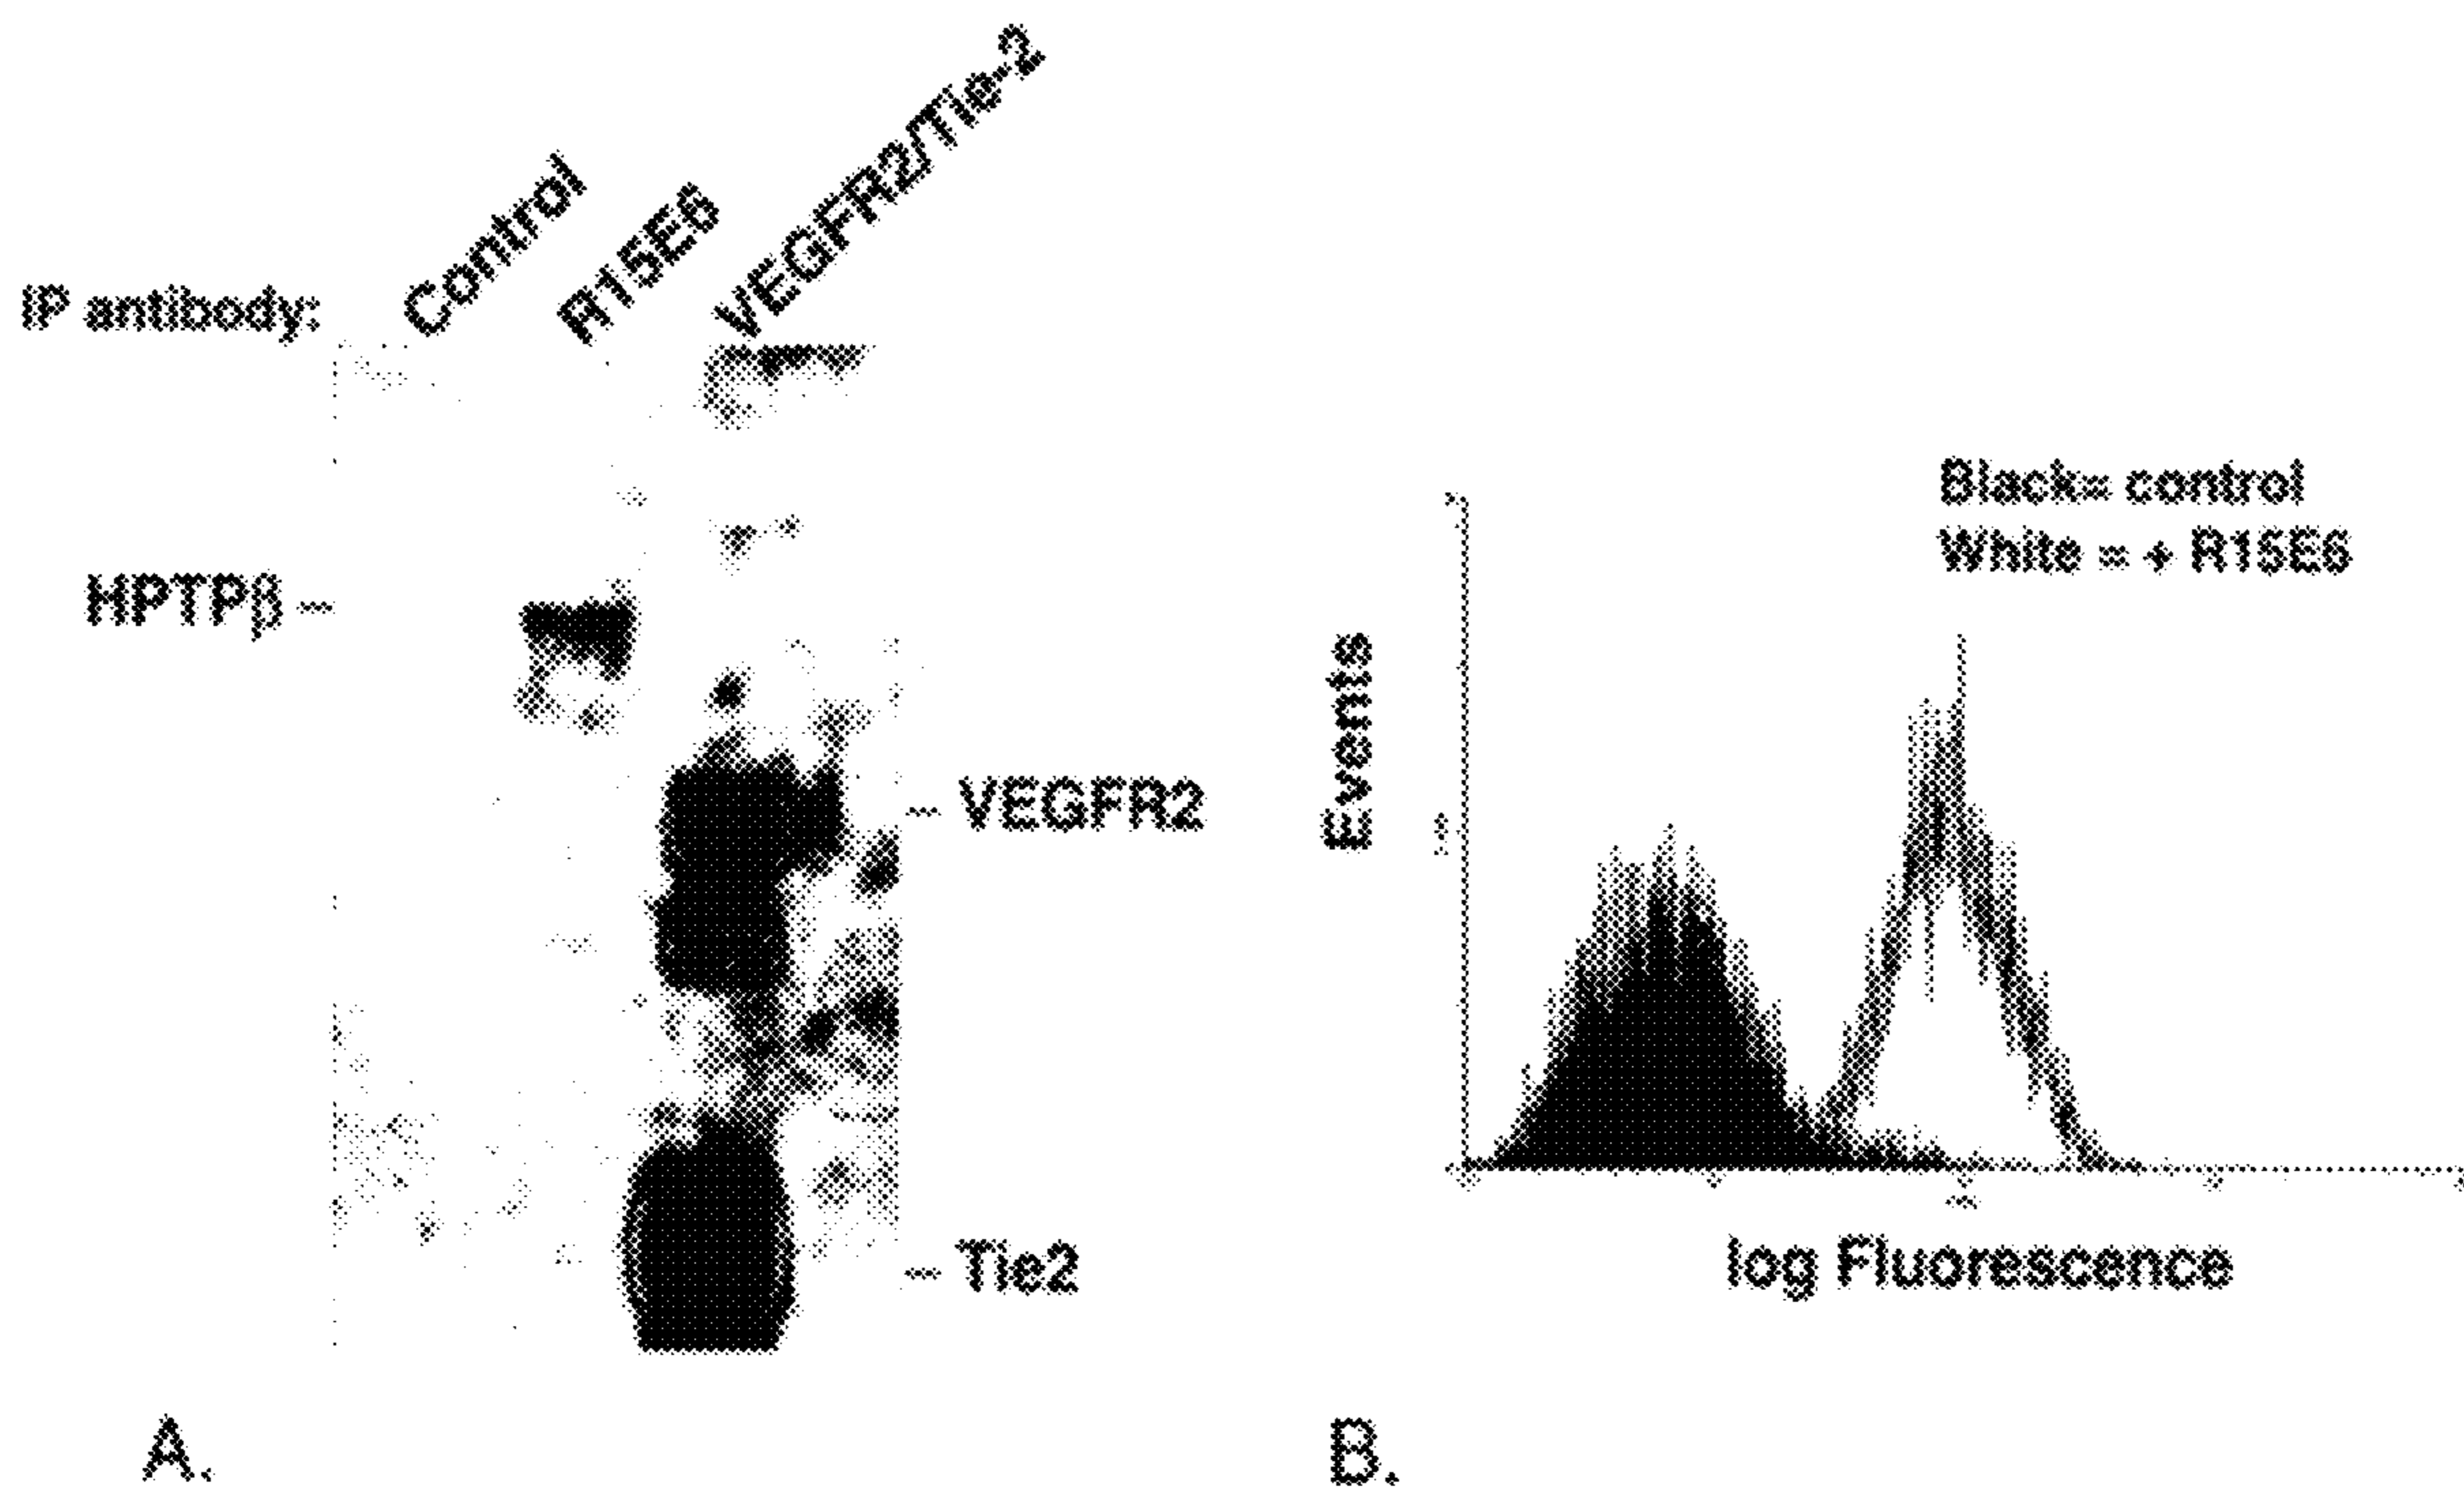 IP antibody:
Control
R15E6
VEGFR2/Tie-2
HPTPβ –
– VEGFR2
– Tie2
A.
Black= control
White = + R15E6
Events
log Fluorescence
B.